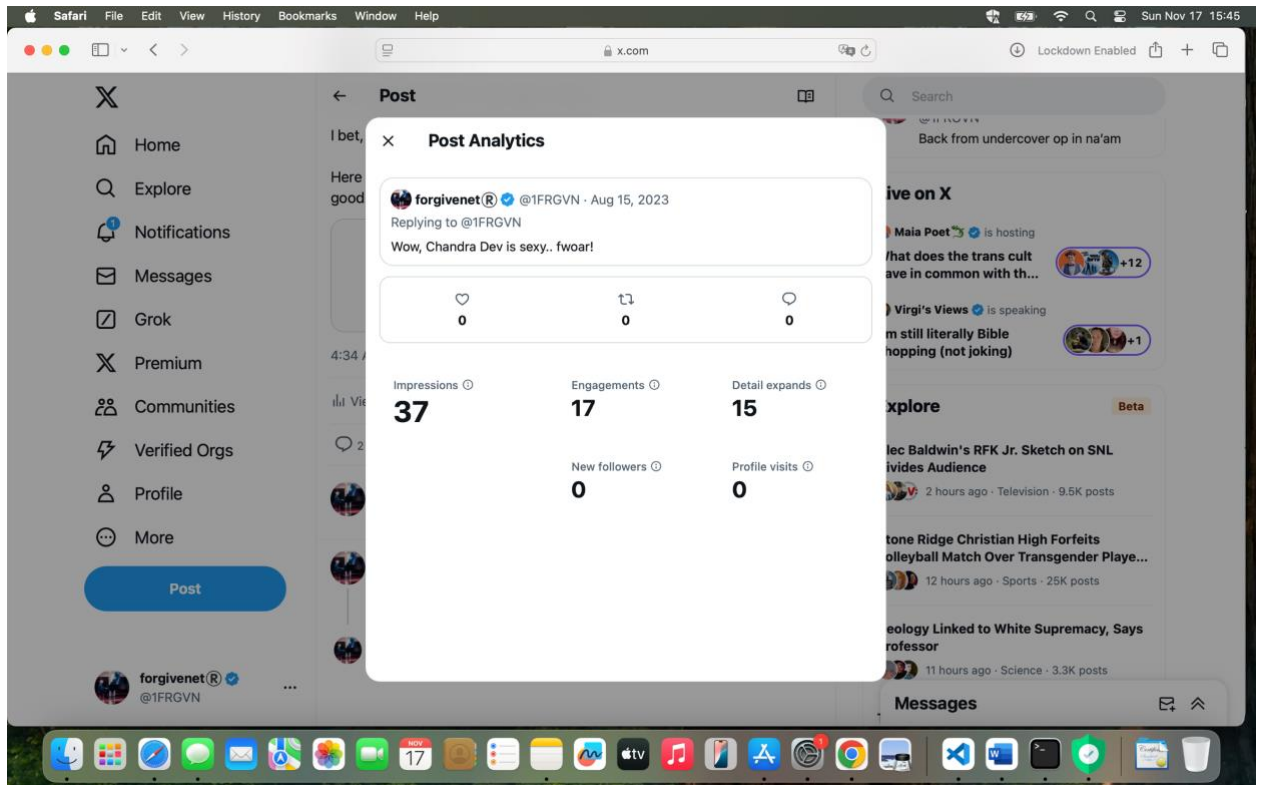 Safari File Edit View History Bookmarks Window Help Sun Nov 17 15:45
x.com Lockdown Enabled
Post
Search
Home
Explore
Notifications
Messages
Grok
Premium
Communities
Verified Orgs
Profile
More
Post
forgivenet® 
@1FRGVN
I bet,
Here
good
4:34
2
Post Analytics
forgivenet® @1FRGVN · Aug 15, 2023
Replying to @1FRGVN
Wow, Chandra Dev is sexy.. fwoar!
0 0 0
Impressions Engagements Detail expands
37 17 15
New followers Profile visits
0 0
Back from undercover op in na'am
ive on X
Maia Poet is hosting
hat does the trans cult
ave in common with th...
+12
Virgi's Views is speaking
m still literally Bible
hopping (not joking)
+1
xplore Beta
lec Baldwin's RFK Jr. Sketch on SNL
ivides Audience
2 hours ago · Television · 9.5K posts
tone Ridge Christian High Forfeits
olleyball Match Over Transgender Playe...
12 hours ago · Sports · 25K posts
eology Linked to White Supremacy, Says
rofessor
11 hours ago · Science · 3.3K posts
Messages
NOV
17
tv
1